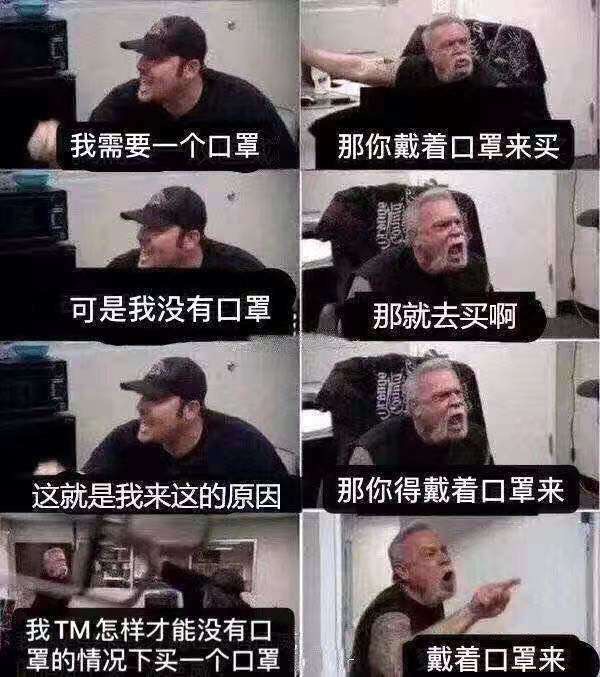 我需要一个口罩
那你戴着口罩来买
可是我没有口罩
那就去买啊
这就是我来这的原因
那你得戴着口罩来
我TM怎样才能没有口
罩的情况下买一个口罩
戴着口罩来